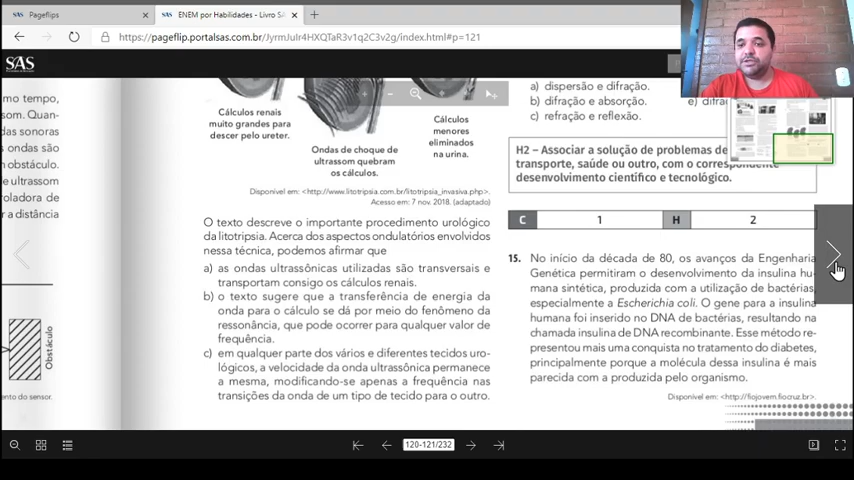 Pageflips
ENEM por Habilidades - Livro SA
https://pageflip.portalsas.com.br/JyrmJuIr4HXQTaR3v1q2C3v2g/index.html#p=121
SAS
mo tempo,
som. Quan-
das sonoras
s ondas são
n obstáculo.
e ultrassom
roladora de
r a distância
Obstáculo
ento do sensor.
Cálculos renais
muito grandes para
descer pelo ureter.
Ondas de choque de
ultrassom quebram
os cálculos.
Cálculos
menores
eliminados
na urina.
Disponível em: <http://www.litotripsia.com.br/litotripsia_invasiva.php>.
Acesso em: 7 nov. 2018. (adaptado)
O texto descreve o importante procedimento urológico
da litotripsia. Acerca dos aspectos ondulatórios envolvidos
nessa técnica, podemos afirmar que
a) as ondas ultrassônicas utilizadas são transversais e
transportam consigo os cálculos renais.
b) o texto sugere que a transferência de energia da
onda para o cálculo se dá por meio do fenômeno da
ressonância, que pode ocorrer para qualquer valor de
frequência.
c) em qualquer parte dos vários e diferentes tecidos uro-
lógicos, a velocidade da onda ultrassônica permanece
a mesma, modificando-se apenas a frequência nas
transições da onda de um tipo de tecido para o outro.
a) dispersão e difração.
b) difração e absorção.
c) refração e reflexão.
e) difra
H2 – Associar a solução de problemas de
transporte, saúde ou outro, com o correspondente
desenvolvimento científico e tecnológico.
C 1 H 2
15. No início da década de 80, os avanços da Engenharia
Genética permitiram o desenvolvimento da insulina hu-
mana sintética, produzida com a utilização de bactérias,
especialmente a Escherichia coli. O gene para a insulina
humana foi inserido no DNA de bactérias, resultando na
chamada insulina de DNA recombinante. Esse método re-
presentou mais uma conquista no tratamento do diabetes,
principalmente porque a molécula dessa insulina é mais
parecida com a produzida pelo organismo.
Disponível em: <http://fiojovem.fiocruz.br>.
120-121/232